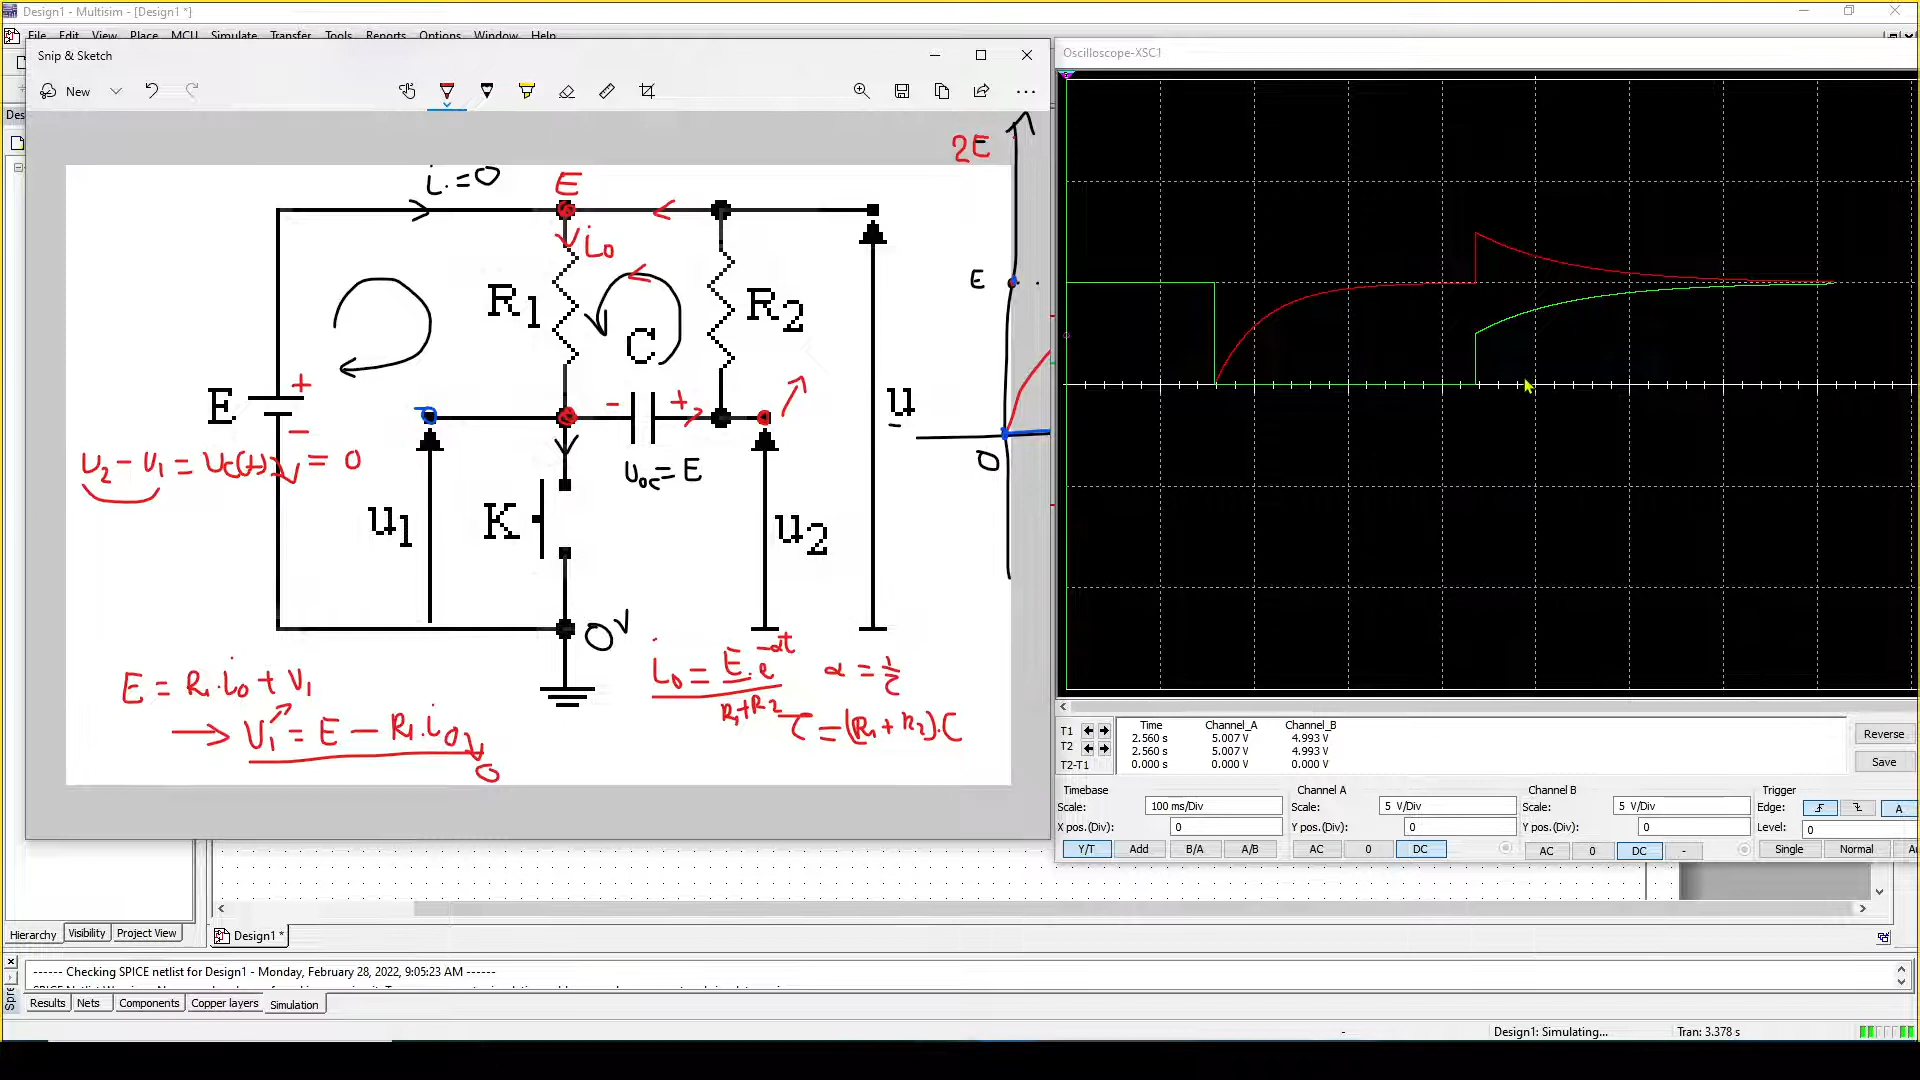 Design1 - Multisim - [Design1 *]
File Edit View Place MCU Simulate Transfer Tools Reports Options Window Help
Snip & Sketch
New
Des
i=0
E
i0
R1
R2
C
E
+
-
-
+
U2 - U1 = Uc(t) = 0
Uoc = E
u1
K
u2
u
0V
E = R1.i0 + V1
→ V1 = E - R1.i0
0
i0 = E.e^-αt
R1+R2
α = 1/τ
τ = (R1+R2).C
2E
E
0
Oscilloscope-XSC1
T1
T2
T2-T1
Time Channel_A Channel_B
2.560 s 5.007 V 4.993 V
2.560 s 5.007 V 4.993 V
0.000 s 0.000 V 0.000 V
Reverse
Save
Timebase Channel A Channel B Trigger
Scale: 100 ms/Div Scale: 5 V/Div Scale: 5 V/Div Edge: A
X pos.(Div): 0 Y pos.(Div): 0 Y pos.(Div): 0 Level: 0
Y/T Add B/A A/B AC 0 DC AC 0 DC - Single Normal Au
Hierarchy Visibility Project View
Design1 *
------ Checking SPICE netlist for Design1 - Monday, February 28, 2022, 9:05:23 AM ------
Spre
Results Nets Components Copper layers Simulation
- Design1: Simulating... Tran: 3.378 s